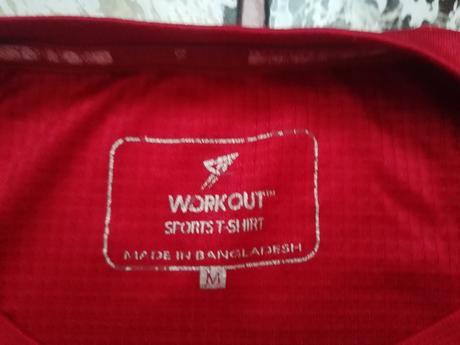 WORKOUT™
SPORTS T-SHIRT
MADE IN BANGLADESH
M